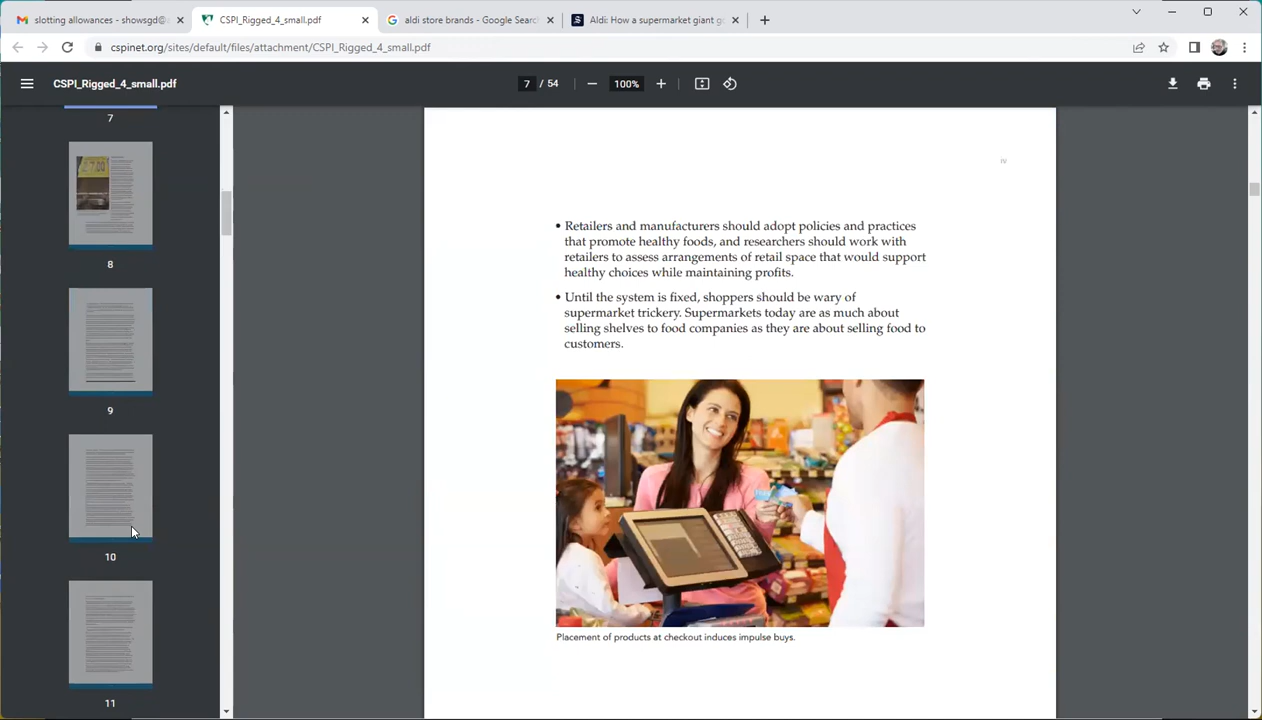 slotting allowances - showsgd@
CSPI_Rigged_4_small.pdf
aldi store brands - Google Search
Aldi: How a supermarket giant g
cspinet.org/sites/default/files/attachment/CSPI_Rigged_4_small.pdf
CSPI_Rigged_4_small.pdf
7 / 54
100%
7
8
9
10
11
iv
• Retailers and manufacturers should adopt policies and practices
that promote healthy foods, and researchers should work with
retailers to assess arrangements of retail space that would support
healthy choices while maintaining profits.
• Until the system is fixed, shoppers should be wary of
supermarket trickery. Supermarkets today are as much about
selling shelves to food companies as they are about selling food to
customers.
Placement of products at checkout induces impulse buys.